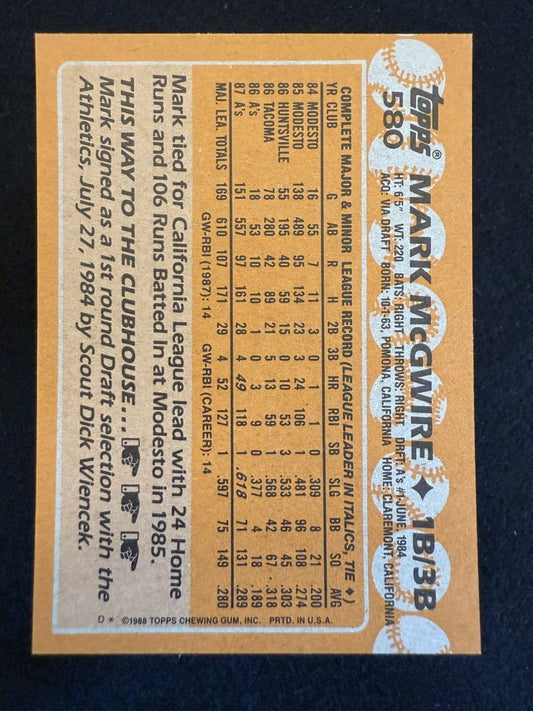 topps® MARK McGWIRE ♦ 1B/3B
580
HT: 6'5" WT: 220 BATS: RIGHT THROWS: RIGHT DRFT: A's #1-JUNE, 1984
ACQ: VIA DRAFT BORN: 10-1-63, POMONA, CALIFORNIA HOME: CLAREMONT, CALIFORNIA
COMPLETE MAJOR & MINOR LEAGUE RECORD (LEAGUE LEADER IN ITALICS, TIE ♦)
YR CLUB G AB R H 2B 3B HR RBI SB SLG BB SO AVG
84 MODESTO 16 55 7 11 3 0 1 1 0 .309 8 21 .200
85 MODESTO 138 489 95 134 23 3 24 106 1 .481 96 108 .274
86 HUNTSVILLE 55 195 40 59 15 0 10 53 3 .533 46 45 .303
86 TACOMA 78 280 42 89 21 5 13 59 1 .568 42 67 .318
86 A's 18 53 10 10 1 0 3 9 0 .377 4 18 .189
87 A's 151 557 97 161 28 4 49 118 1 .618 71 131 .289
MAJ. LEA. TOTALS 169 610 107 171 29 4 52 127 1 .597 75 149 .280
GW-RBI (1987): 14 GW-RBI (CAREER): 14
Mark tied for California League lead with 24 Home
Runs and 106 Runs Batted In at Modesto in 1985.
THIS WAY TO THE CLUBHOUSE...
Mark signed as a 1st round Draft selection with the
Athletics, July 27, 1984 by Scout Dick Wiencek.
D * ©1988 TOPPS CHEWING GUM, INC. PRTD. IN U.S.A.